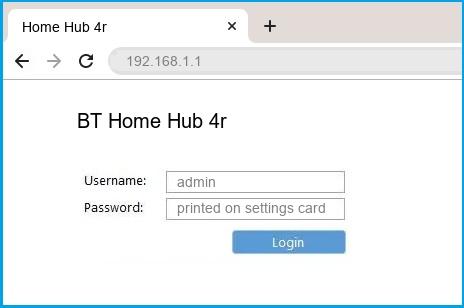 Home Hub 4r
192.168.1.1
BT Home Hub 4r
Username: admin
Password: printed on settings card
Login